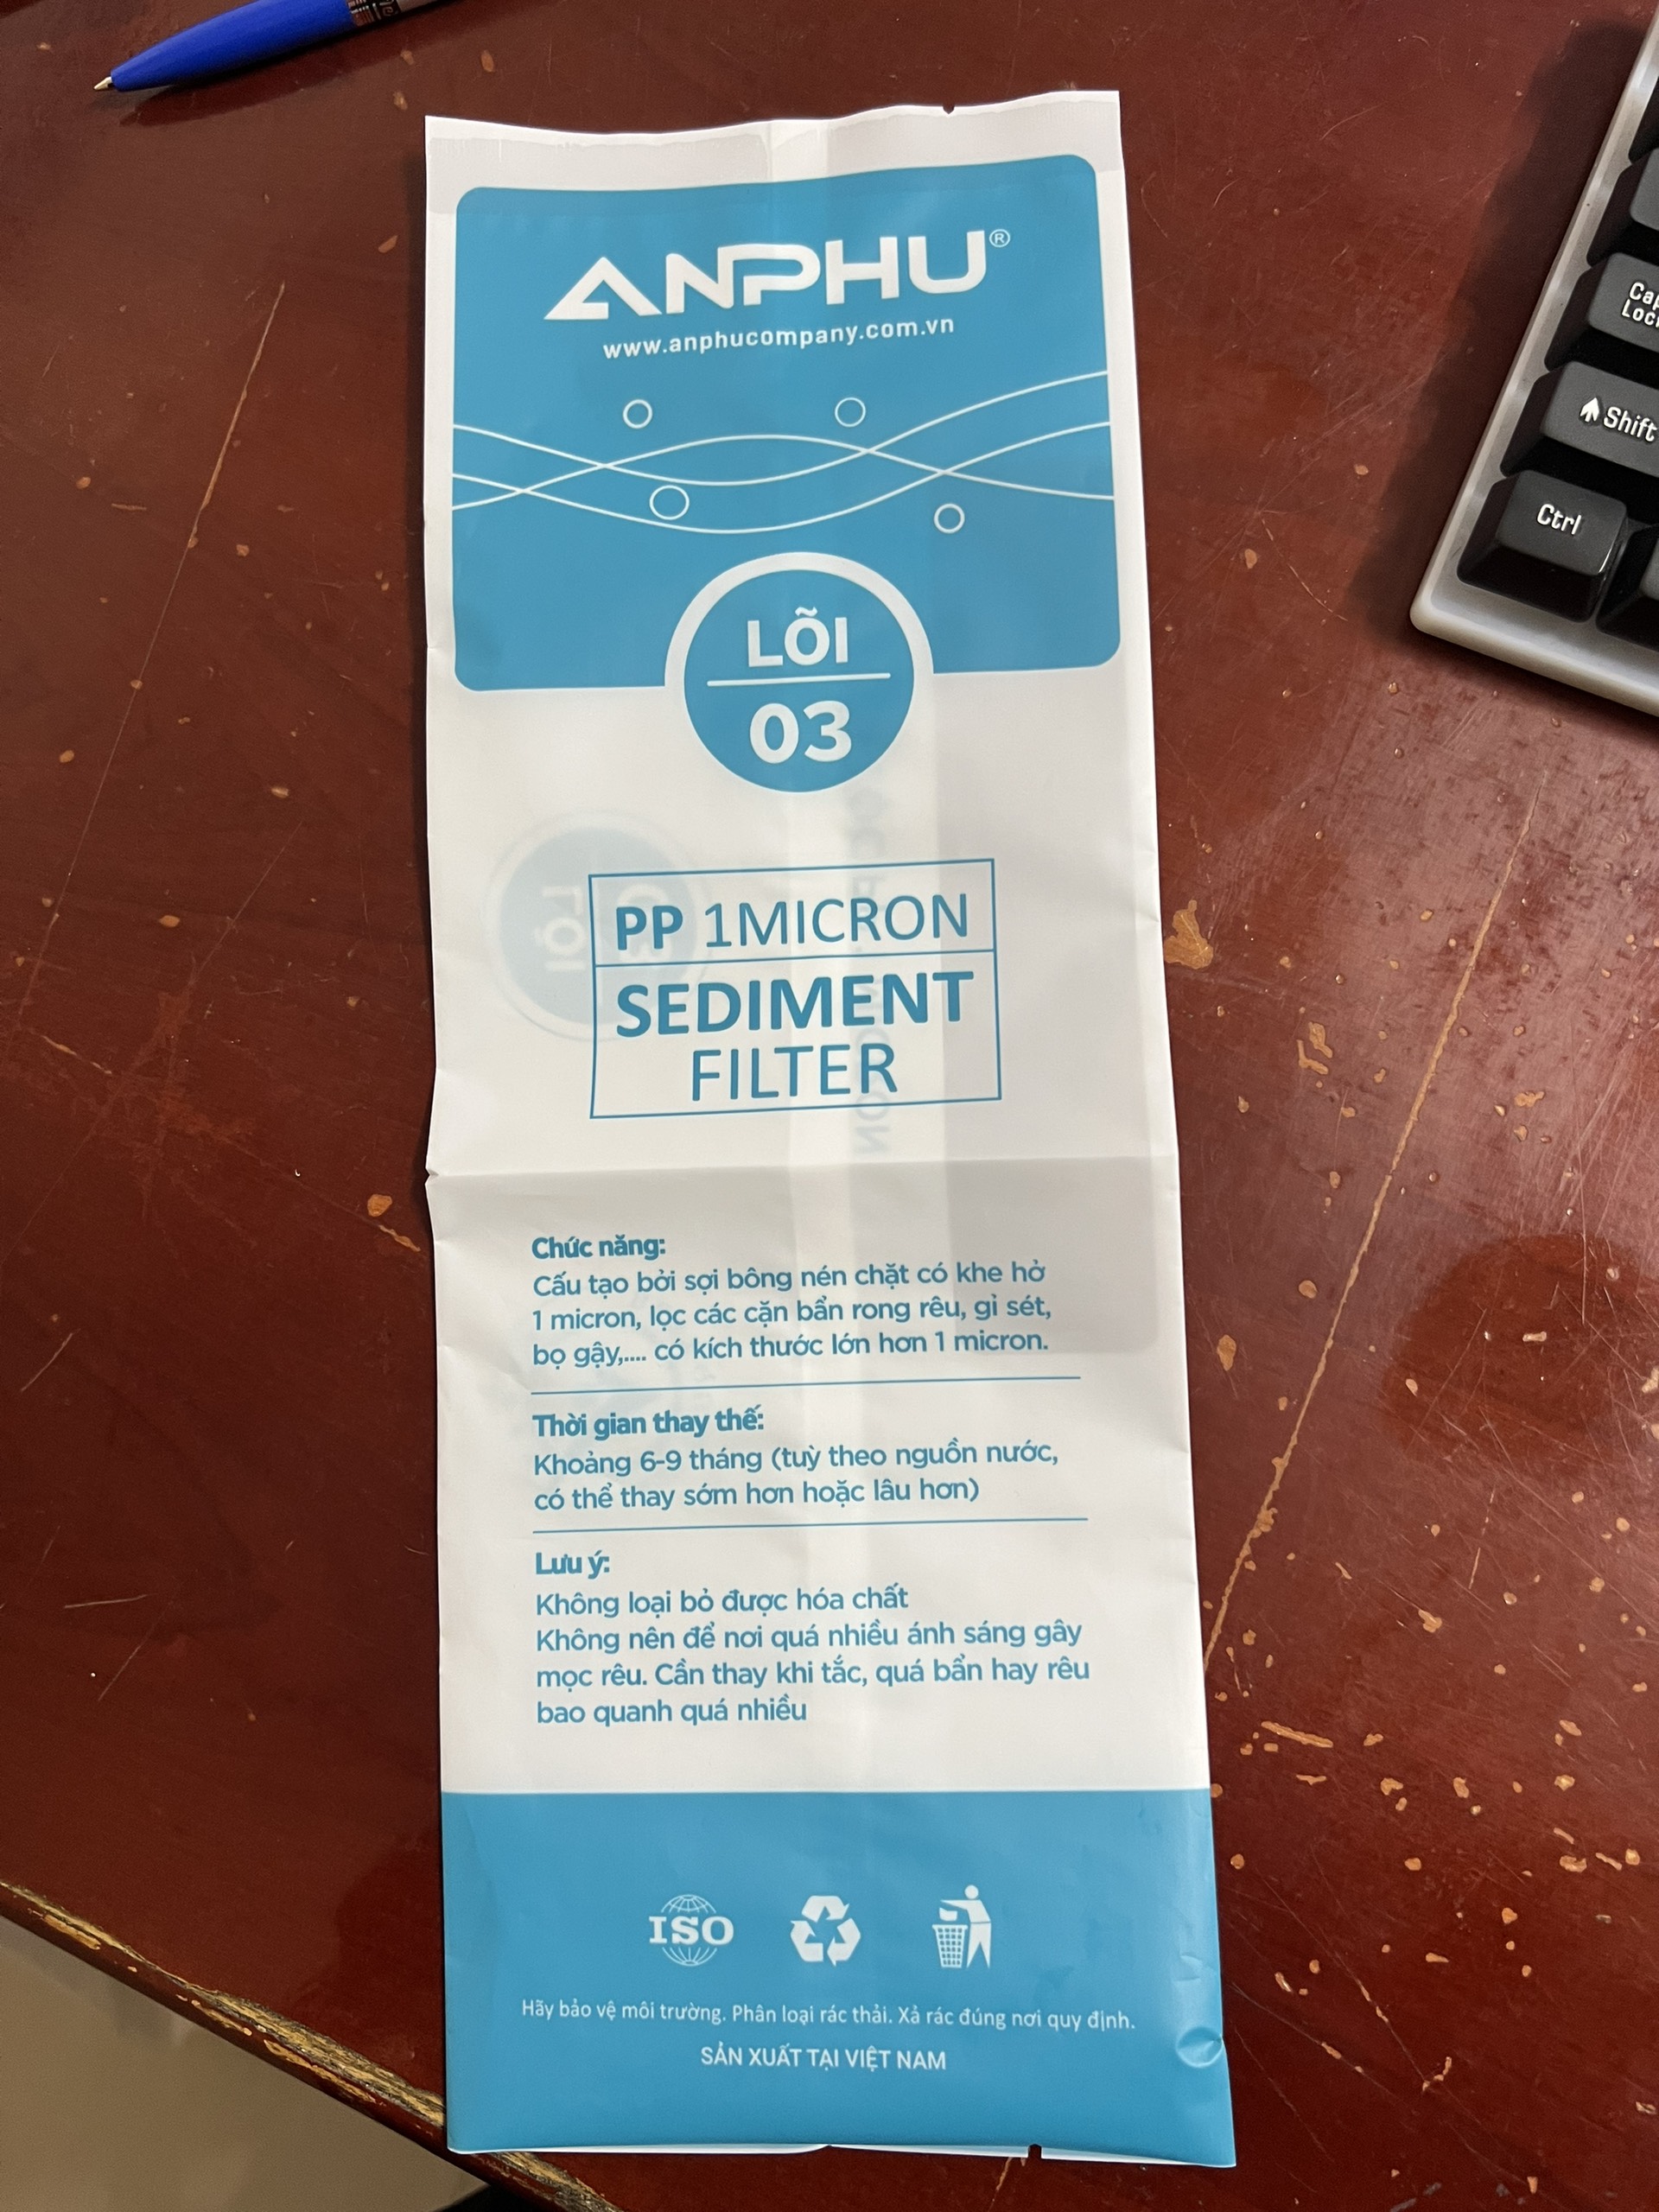 ANPHU®
www.anphucompany.com.vn
LÕI
03
PP 1MICRON
SEDIMENT
FILTER
Chức năng:
Cấu tạo bởi sợi bông nén chặt có khe hở
1 micron, lọc các cặn bẩn rong rêu, gỉ sét,
bọ gậy,.... có kích thước lớn hơn 1 micron.
Thời gian thay thế:
Khoảng 6-9 tháng (tuỳ theo nguồn nước,
có thể thay sớm hơn hoặc lâu hơn)
Lưu ý:
Không loại bỏ được hóa chất
Không nên để nơi quá nhiều ánh sáng gây
mọc rêu. Cần thay khi tắc, quá bẩn hay rêu
bao quanh quá nhiều
ISO
Hãy bảo vệ môi trường. Phân loại rác thải. Xả rác đúng nơi quy định.
SẢN XUẤT TẠI VIỆT NAM
Cap
Loc
Shift
Ctrl